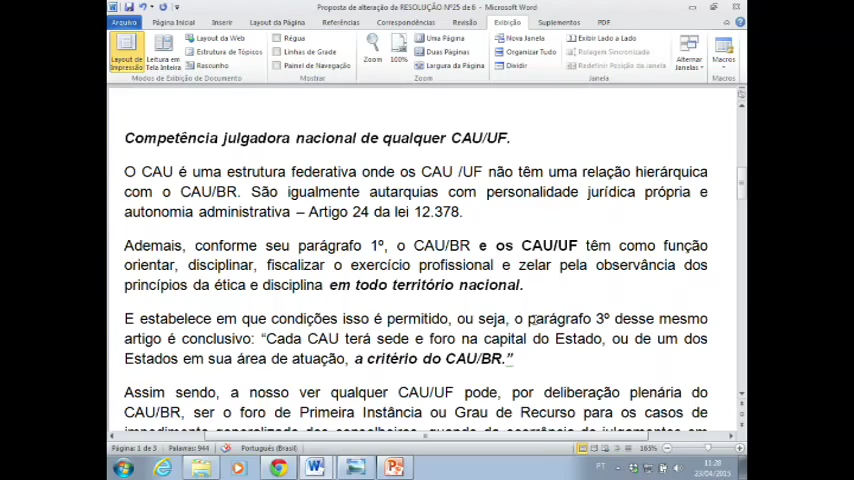 Proposta de alteração da RESOLUÇÃO Nº25 de 6 - Microsoft Word
Arquivo Página Inicial Inserir Layout da Página Referências Correspondências Revisão Exibição Suplementos PDF
Layout de Impressão
Leitura em Tela Inteira
Layout da Web
Estrutura de Tópicos
Rascunho
Modos de Exibição de Documento
Régua
Linhas de Grade
Painel de Navegação
Mostrar
Zoom
100%
Uma Página
Duas Páginas
Largura da Página
Zoom
Nova Janela
Organizar Tudo
Dividir
Exibir Lado a Lado
Rolagem Sincronizada
Redefinir Posição da Janela
Janela
Alternar Janelas
Macros
Macros
Competência julgadora nacional de qualquer CAU/UF.
O CAU é uma estrutura federativa onde os CAU /UF não têm uma relação hierárquica
com o CAU/BR. São igualmente autarquias com personalidade jurídica própria e
autonomia administrativa – Artigo 24 da lei 12.378.
Ademais, conforme seu parágrafo 1º, o CAU/BR e os CAU/UF têm como função
orientar, disciplinar, fiscalizar o exercício profissional e zelar pela observância dos
princípios da ética e disciplina em todo território nacional.
E estabelece em que condições isso é permitido, ou seja, o parágrafo 3º desse mesmo
artigo é conclusivo: “Cada CAU terá sede e foro na capital do Estado, ou de um dos
Estados em sua área de atuação, a critério do CAU/BR.”
Assim sendo, a nosso ver qualquer CAU/UF pode, por deliberação plenária do
CAU/BR, ser o foro de Primeira Instância ou Grau de Recurso para os casos de
Página: 1 de 3 Palavras: 944 Português (Brasil) 165%
PT 11:28
23/04/2015